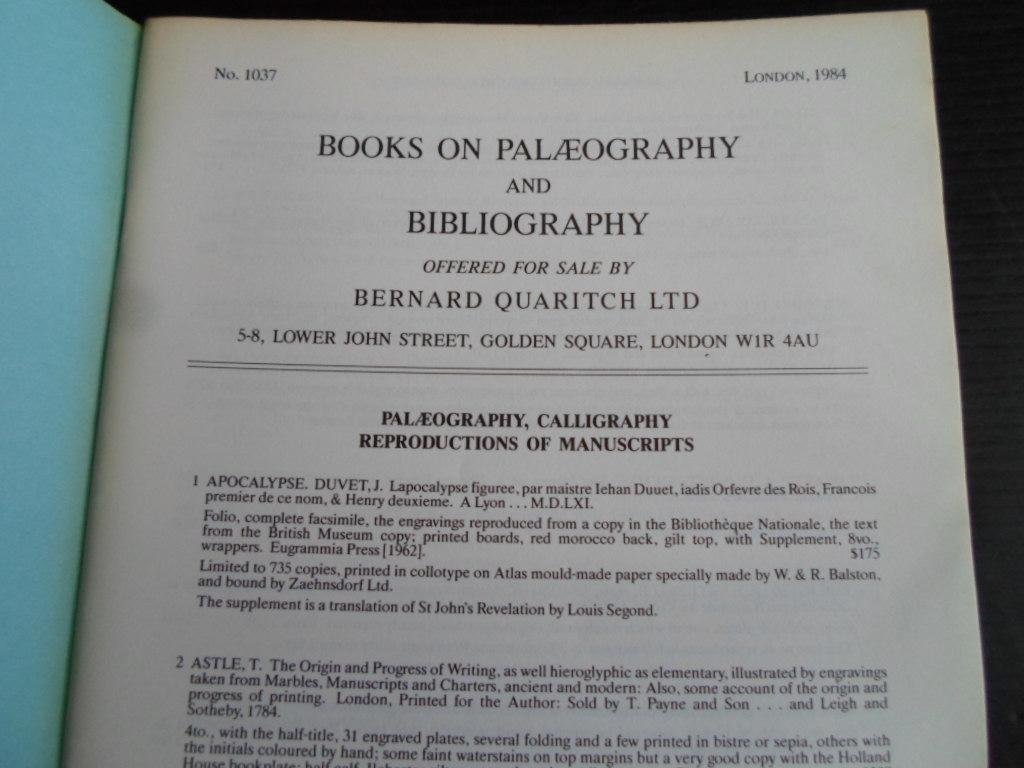 No. 1037
LONDON, 1984
BOOKS ON PALÆOGRAPHY
AND
BIBLIOGRAPHY
OFFERED FOR SALE BY
BERNARD QUARITCH LTD
5-8, LOWER JOHN STREET, GOLDEN SQUARE, LONDON W1R 4AU
PALÆOGRAPHY, CALLIGRAPHY
REPRODUCTIONS OF MANUSCRIPTS
1 APOCALYPSE. DUVET, J. Lapocalypse figuree, par maistre Iehan Duuet, iadis Orfevre des Rois, Francois
premier de ce nom, & Henry deuxieme. A Lyon . . . M.D.LXI.
Folio, complete facsimile, the engravings reproduced from a copy in the Bibliothèque Nationale, the text
from the British Museum copy; printed boards, red morocco back, gilt top, with Supplement, 8vo.,
wrappers. Eugrammia Press [1962]. $175
Limited to 735 copies, printed in collotype on Atlas mould-made paper specially made by W. & R. Balston,
and bound by Zaehnsdorf Ltd.
The supplement is a translation of St John's Revelation by Louis Segond.
2 ASTLE, T. The Origin and Progress of Writing, as well hieroglyphic as elementary, illustrated by engravings
taken from Marbles, Manuscripts and Charters, ancient and modern: Also, some account of the origin and
progress of printing. London, Printed for the Author: Sold by T. Payne and Son . . . and Leigh and
Sotheby, 1784.
4to., with the half-title, 31 engraved plates, several folding and a few printed in bistre or sepia, others with
the initials coloured by hand; some faint waterstains on top margins but a very good copy with the Holland
House bookplate; half calf,